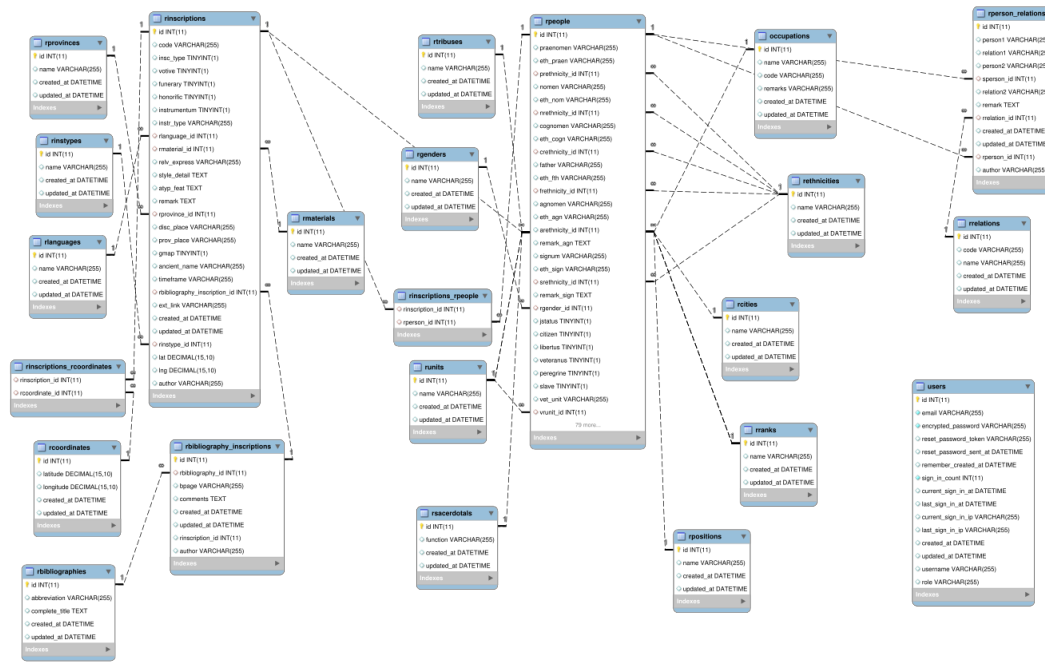 rprovinces
id INT(11)
name VARCHAR(255)
created_at DATETIME
updated_at DATETIME
Indexes
rinstypes
id INT(11)
name VARCHAR(255)
created_at DATETIME
updated_at DATETIME
Indexes
rlanguages
id INT(11)
name VARCHAR(255)
created_at DATETIME
updated_at DATETIME
Indexes
rinscriptions_rcoordinates
rinscription_id INT(11)
rcoordinate_id INT(11)
Indexes
rcoordinates
id INT(11)
latitude DECIMAL(15,10)
longitude DECIMAL(15,10)
created_at DATETIME
updated_at DATETIME
Indexes
rbibliographies
id INT(11)
abbreviation VARCHAR(255)
complete_title TEXT
created_at DATETIME
updated_at DATETIME
Indexes
rinscriptions
id INT(11)
code VARCHAR(255)
insc_type TINYINT(1)
votive TINYINT(1)
funerary TINYINT(1)
honorific TINYINT(1)
instrumentum TINYINT(1)
instr_type VARCHAR(255)
rlanguage_id INT(11)
rmaterial_id INT(11)
relv_express VARCHAR(255)
style_detail TEXT
atyp_feat TEXT
remark TEXT
rprovince_id INT(11)
disc_place VARCHAR(255)
prov_place VARCHAR(255)
gmap TINYINT(1)
ancient_name VARCHAR(255)
timeframe VARCHAR(255)
rbibliography_inscription_id INT(11)
ext_link VARCHAR(255)
created_at DATETIME
updated_at DATETIME
rinstype_id INT(11)
lat DECIMAL(15,10)
lng DECIMAL(15,10)
author VARCHAR(255)
Indexes
rbibliography_inscriptions
id INT(11)
rbibliography_id INT(11)
bpage VARCHAR(255)
comments TEXT
created_at DATETIME
updated_at DATETIME
rinscription_id INT(11)
author VARCHAR(255)
Indexes
rmaterials
id INT(11)
name VARCHAR(255)
created_at DATETIME
updated_at DATETIME
Indexes
rtribuses
id INT(11)
name VARCHAR(255)
created_at DATETIME
updated_at DATETIME
Indexes
rgenders
id INT(11)
name VARCHAR(255)
created_at DATETIME
updated_at DATETIME
Indexes
rinscriptions_rpeople
rinscription_id INT(11)
rperson_id INT(11)
Indexes
runits
id INT(11)
name VARCHAR(255)
created_at DATETIME
updated_at DATETIME
Indexes
rsacerdotals
id INT(11)
function VARCHAR(255)
created_at DATETIME
updated_at DATETIME
Indexes
rpeople
id INT(11)
praenomen VARCHAR(255)
eth_praen VARCHAR(255)
prethnicity_id INT(11)
nomen VARCHAR(255)
eth_nom VARCHAR(255)
nrethnicity_id INT(11)
cognomen VARCHAR(255)
eth_cogn VARCHAR(255)
crethnicity_id INT(11)
father VARCHAR(255)
eth_fth VARCHAR(255)
frethnicity_id INT(11)
agnomen VARCHAR(255)
eth_agn VARCHAR(255)
arethnicity_id INT(11)
remark_agn TEXT
signum VARCHAR(255)
eth_sign VARCHAR(255)
srethnicity_id INT(11)
remark_sign TEXT
rgender_id INT(11)
jstatus TINYINT(1)
citizen TINYINT(1)
libertus TINYINT(1)
veteranus TINYINT(1)
peregrine TINYINT(1)
slave TINYINT(1)
vet_unit VARCHAR(255)
vrunit_id INT(11)
79 more...
Indexes
occupations
id INT(11)
name VARCHAR(255)
code VARCHAR(255)
remarks VARCHAR(255)
created_at DATETIME
updated_at DATETIME
Indexes
rethnicities
id INT(11)
name VARCHAR(255)
created_at DATETIME
updated_at DATETIME
Indexes
rcities
id INT(11)
name VARCHAR(255)
created_at DATETIME
updated_at DATETIME
Indexes
rranks
id INT(11)
name VARCHAR(255)
created_at DATETIME
updated_at DATETIME
Indexes
rpositions
id INT(11)
name VARCHAR(255)
created_at DATETIME
updated_at DATETIME
Indexes
rperson_relations
id INT(11)
person1 VARCHAR(2
relation1 VARCHAR(2
person2 VARCHAR(25
sperson_id INT(11)
relation2 VARCHAR(2
remark TEXT
rrelation_id INT(11)
created_at DATETIME
updated_at DATETIME
rperson_id INT(11)
author VARCHAR(255
Indexes
rrelations
id INT(11)
code VARCHAR(255)
name VARCHAR(255)
created_at DATETIME
updated_at DATETIME
Indexes
users
id INT(11)
email VARCHAR(255)
encrypted_password VARCHAR(255)
reset_password_token VARCHAR(255)
reset_password_sent_at DATETIME
remember_created_at DATETIME
sign_in_count INT(11)
current_sign_in_at DATETIME
last_sign_in_at DATETIME
current_sign_in_ip VARCHAR(255)
last_sign_in_ip VARCHAR(255)
created_at DATETIME
updated_at DATETIME
username VARCHAR(255)
role VARCHAR(255)
Indexes